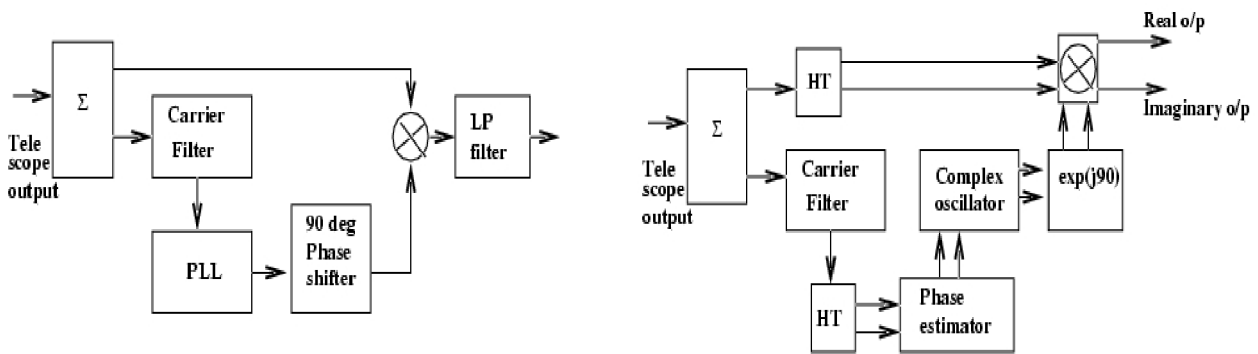 Σ
Tele
scope
output
Carrier
Filter
PLL
90 deg
Phase
shifter
LP
filter
Σ
Tele
scope
output
HT
Carrier
Filter
HT
Phase
estimator
Complex
oscillator
exp(j90)
Real o/p
Imaginary o/p